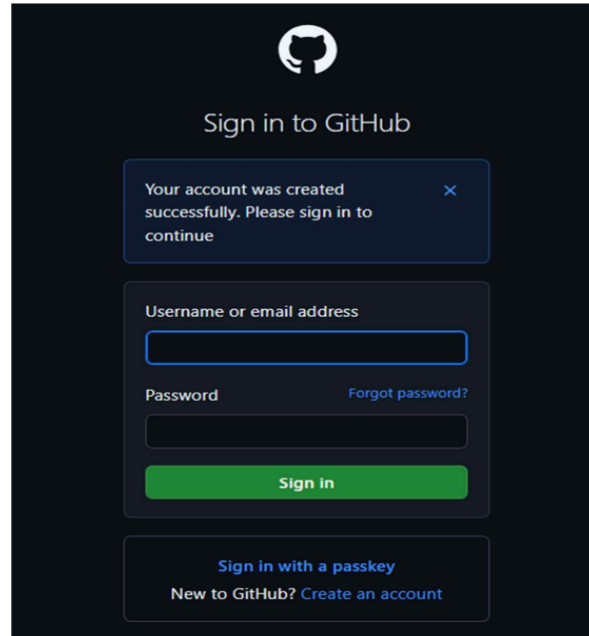 Sign in to GitHub
Your account was created
successfully. Please sign in to
continue
Username or email address
Password
Forgot password?
Sign in
Sign in with a passkey
New to GitHub? Create an account